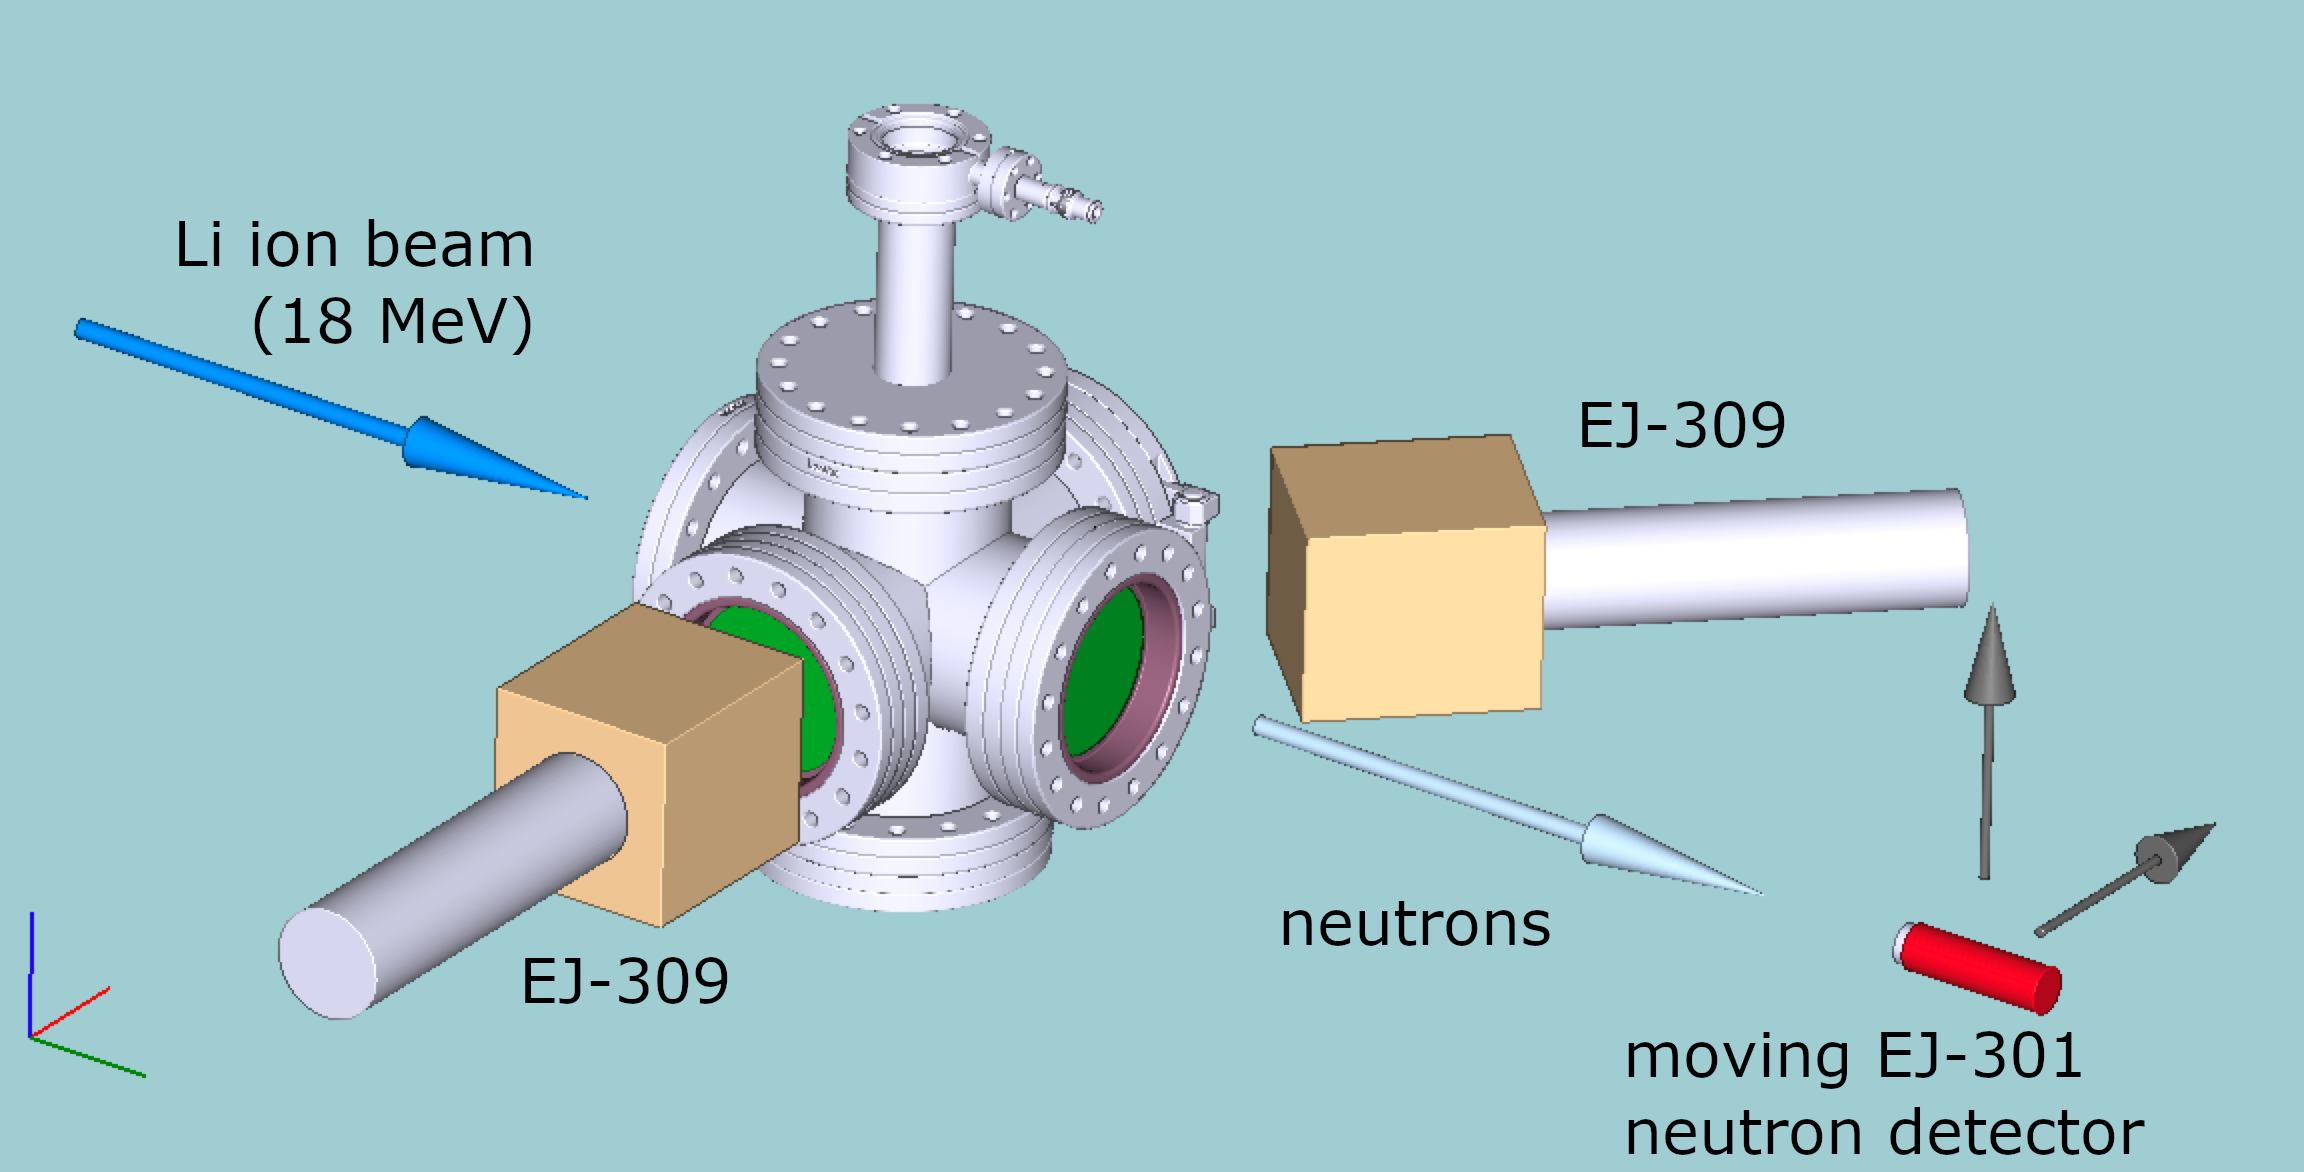 Li ion beam
(18 MeV)
EJ-309
EJ-309
neutrons
moving EJ-301
neutron detector